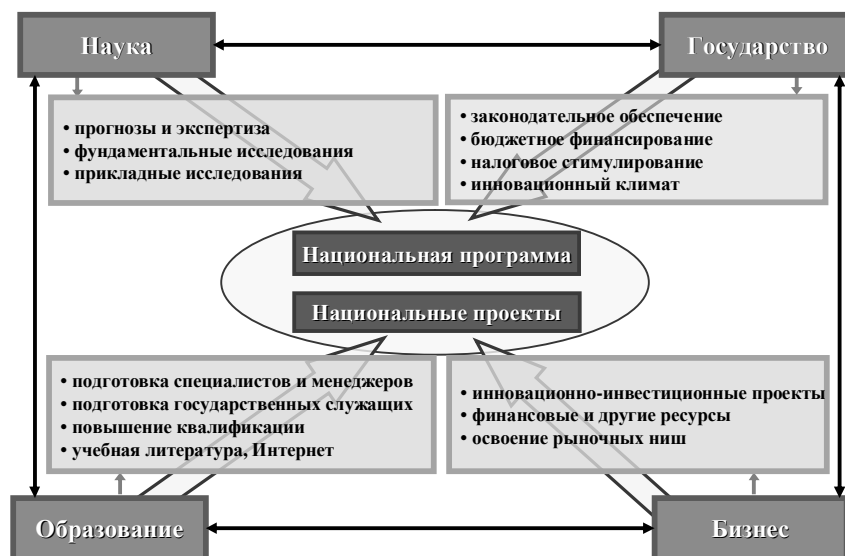 Наука
Государство
• прогнозы и экспертиза
• фундаментальные исследования
• прикладные исследования
• законодательное обеспечение
• бюджетное финансирование
• налоговое стимулирование
• инновационный климат
Национальная программа
Национальные проекты
• подготовка специалистов и менеджеров
• подготовка государственных служащих
• повышение квалификации
• учебная литература, Интернет
• инновационно-инвестиционные проекты
• финансовые и другие ресурсы
• освоение рыночных ниш
Образование
Бизнес